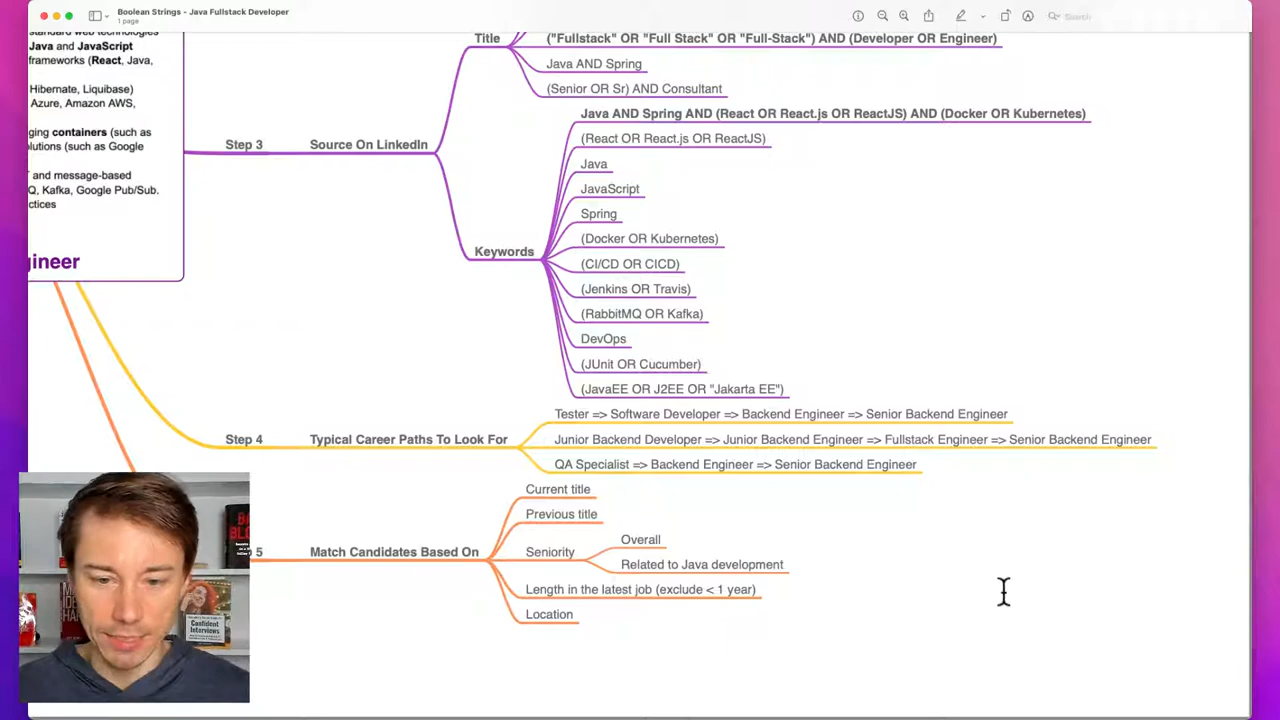 Boolean Strings - Java Fullstack Developer
1 page
Search
standard web technologies
Java and JavaScript
frameworks (React, Java,
Hibernate, Liquibase)
Azure, Amazon AWS,
ging containers (such as
olutions (such as Google
T and message-based
Q, Kafka, Google Pub/Sub.
ctices
gineer
Step 3
Source On LinkedIn
Title
("Fullstack" OR "Full Stack" OR "Full-Stack") AND (Developer OR Engineer)
Java AND Spring
(Senior OR Sr) AND Consultant
Keywords
Java AND Spring AND (React OR React.js OR ReactJS) AND (Docker OR Kubernetes)
(React OR React.js OR ReactJS)
Java
JavaScript
Spring
(Docker OR Kubernetes)
(CI/CD OR CICD)
(Jenkins OR Travis)
(RabbitMQ OR Kafka)
DevOps
(JUnit OR Cucumber)
(JavaEE OR J2EE OR "Jakarta EE")
Step 4
Typical Career Paths To Look For
Tester => Software Developer => Backend Engineer => Senior Backend Engineer
Junior Backend Developer => Junior Backend Engineer => Fullstack Engineer => Senior Backend Engineer
QA Specialist => Backend Engineer => Senior Backend Engineer
5
Match Candidates Based On
Current title
Previous title
Seniority
Overall
Related to Java development
Length in the latest job (exclude < 1 year)
Location
Confident
Interviews